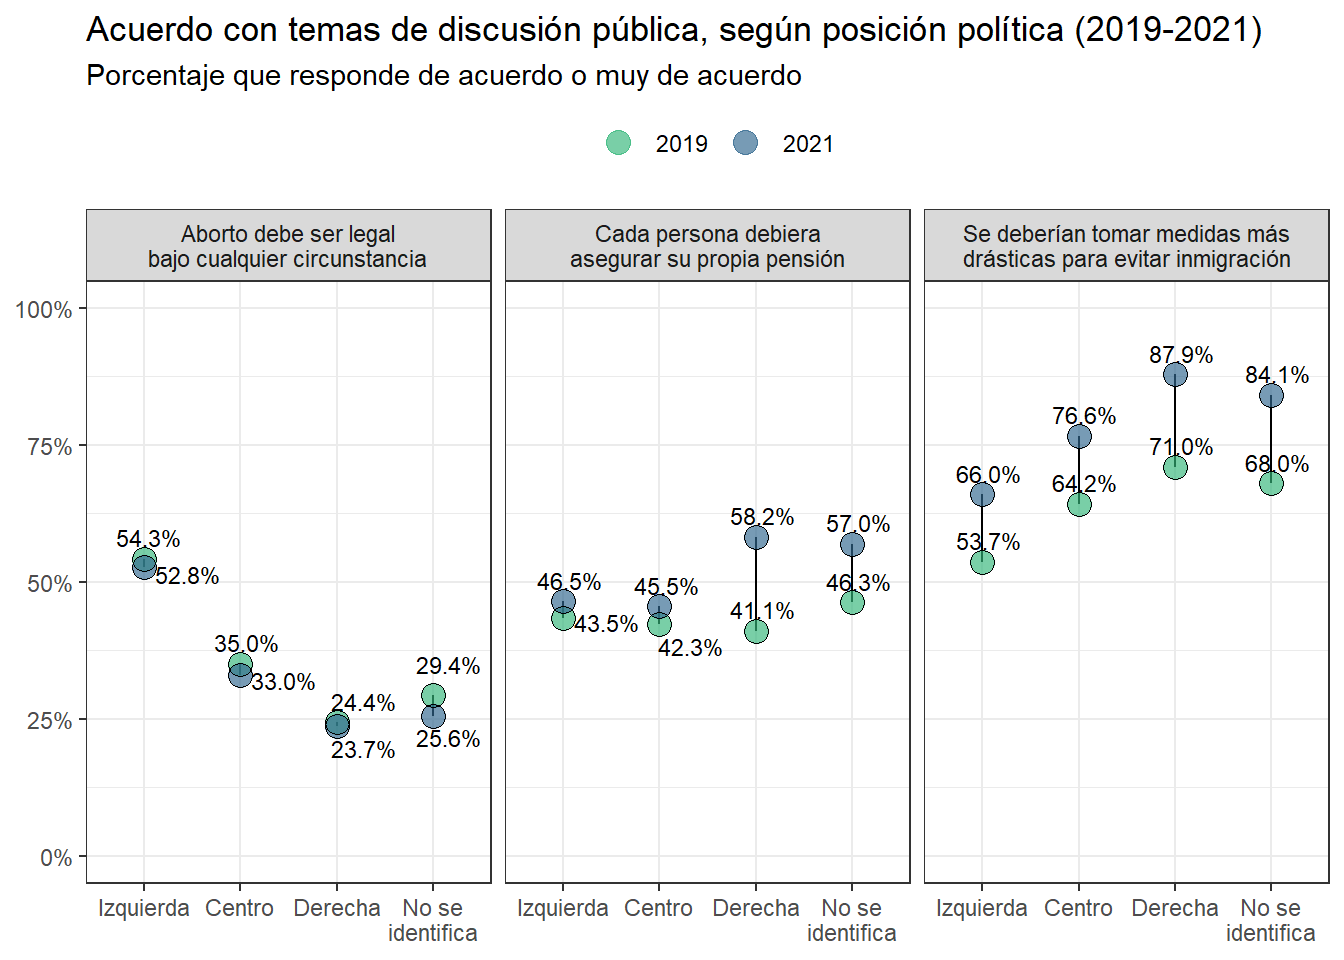 Acuerdo con temas de discusión pública, según posición política (2019-2021)
Porcentaje que responde de acuerdo o muy de acuerdo
2019 2021
Aborto debe ser legal
bajo cualquier circunstancia
Cada persona debiera
asegurar su propia pensión
Se deberían tomar medidas más
drásticas para evitar inmigración
100%
75%
50%
25%
0%
54.3%
52.8%
35.0%
33.0%
24.4%
23.7%
29.4%
25.6%
46.5%
43.5%
45.5%
42.3%
58.2%
41.1%
57.0%
46.3%
66.0%
53.7%
76.6%
64.2%
87.9%
71.0%
84.1%
68.0%
Izquierda Centro Derecha No se
identifica
Izquierda Centro Derecha No se
identifica
Izquierda Centro Derecha No se
identifica